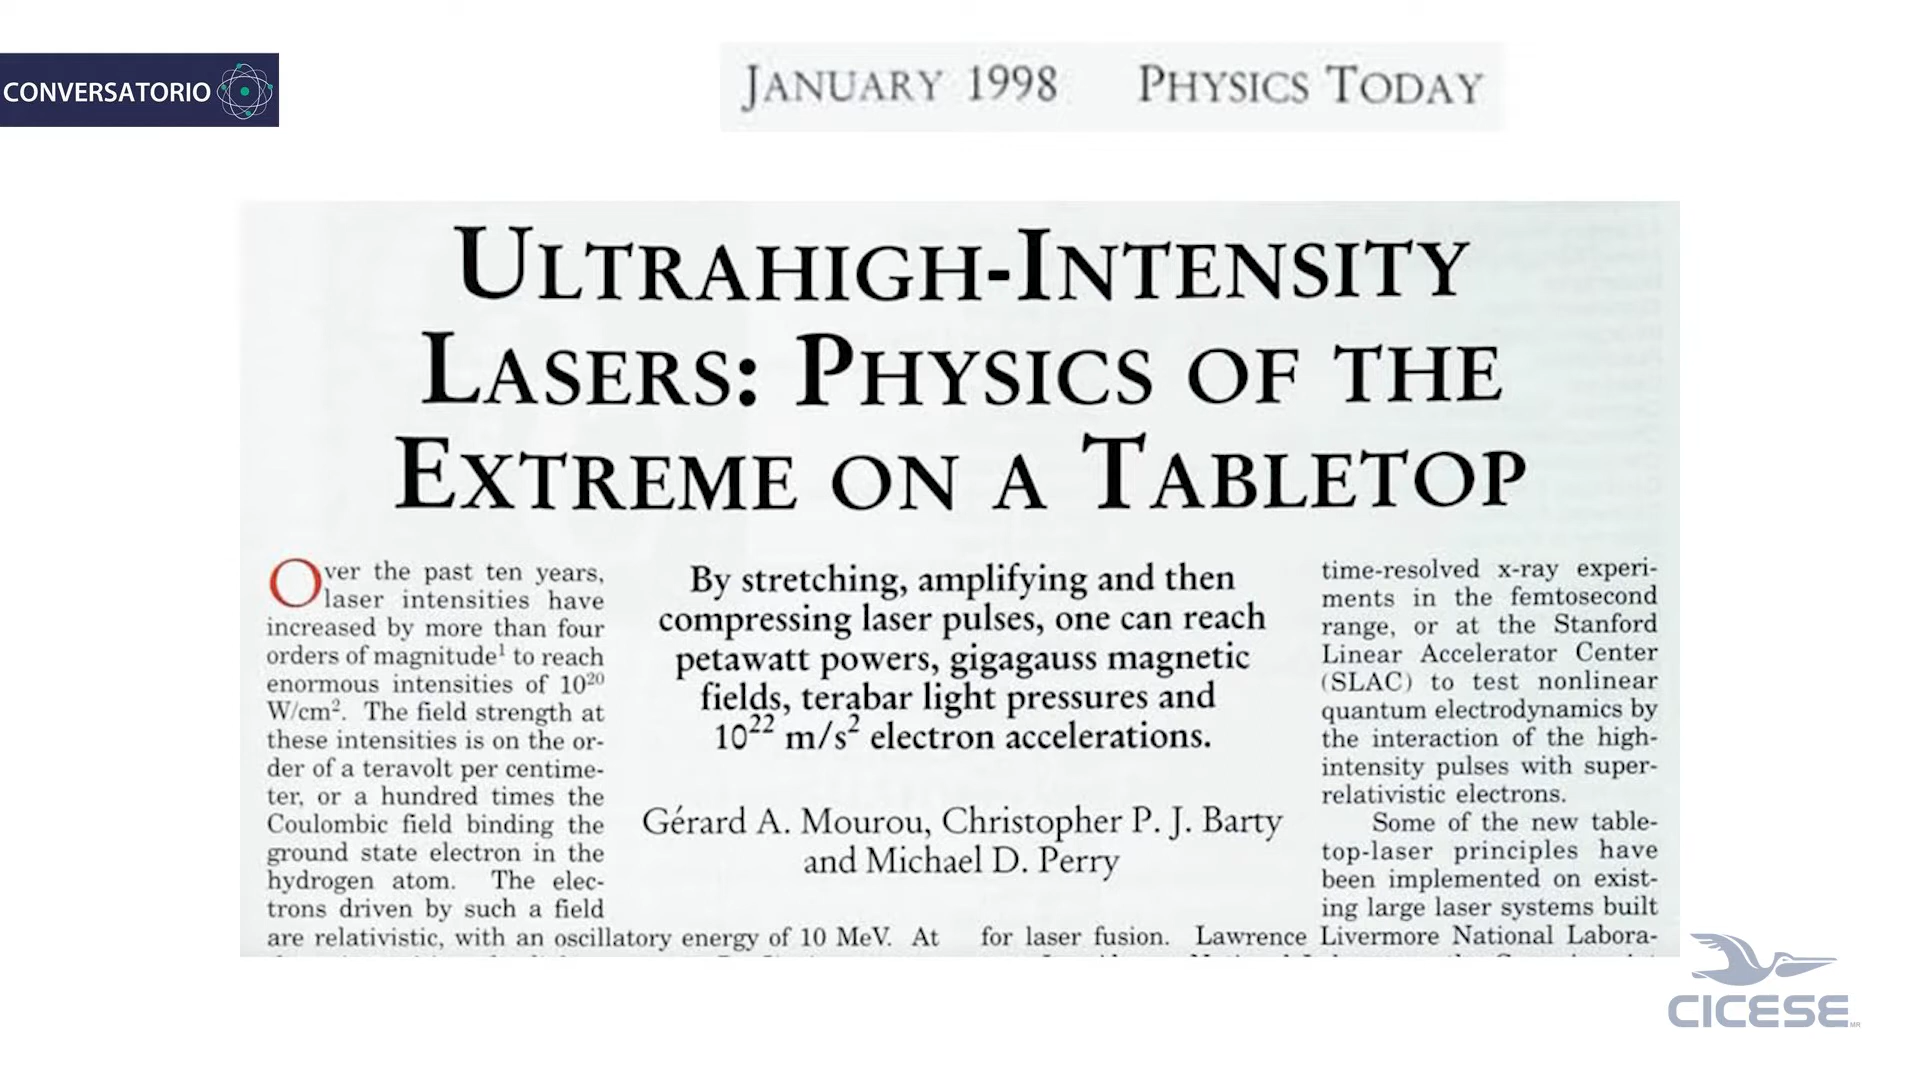 CONVERSATORIO
JANUARY 1998 PHYSICS TODAY
ULTRAHIGH-INTENSITY
LASERS: PHYSICS OF THE
EXTREME ON A TABLETOP
Over the past ten years,
laser intensities have
increased by more than four
orders of magnitude¹ to reach
enormous intensities of 10²⁰
W/cm². The field strength at
these intensities is on the or-
der of a teravolt per centime-
ter, or a hundred times the
Coulombic field binding the
ground state electron in the
hydrogen atom. The elec-
trons driven by such a field
are relativistic, with an oscillatory energy of 10 MeV. At
By stretching, amplifying and then
compressing laser pulses, one can reach
petawatt powers, gigagauss magnetic
fields, terabar light pressures and
10²² m/s² electron accelerations.
Gérard A. Mourou, Christopher P. J. Barty
and Michael D. Perry
time-resolved x-ray experi-
ments in the femtosecond
range, or at the Stanford
Linear Accelerator Center
(SLAC) to test nonlinear
quantum electrodynamics by
the interaction of the high-
intensity pulses with super-
relativistic electrons.
Some of the new table-
top-laser principles have
been implemented on exist-
ing large laser systems built
for laser fusion. Lawrence Livermore National Labora-
CICESE MR